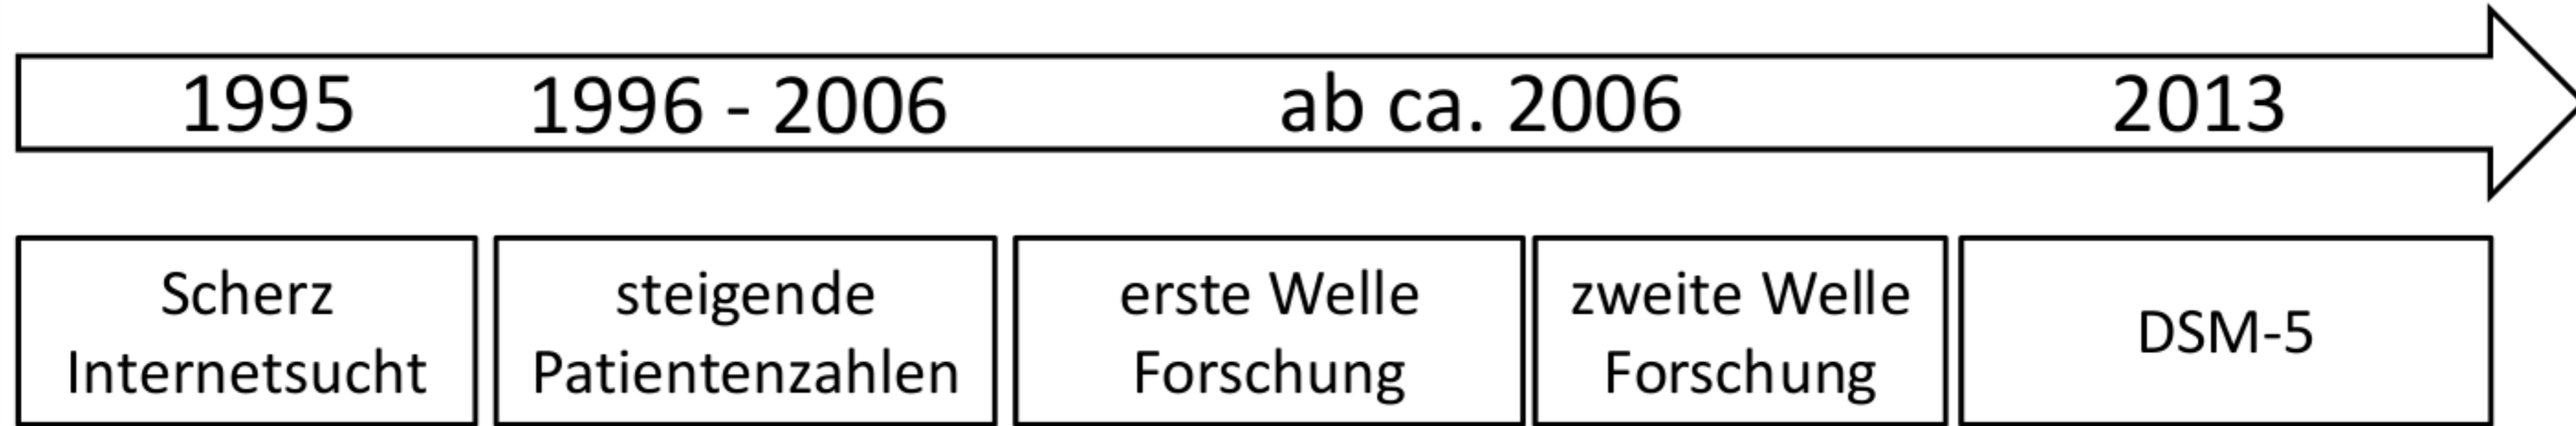 1995 1996 - 2006 ab ca. 2006 2013
Scherz
Internetsucht
steigende
Patientenzahlen
erste Welle
Forschung
zweite Welle
Forschung
DSM-5